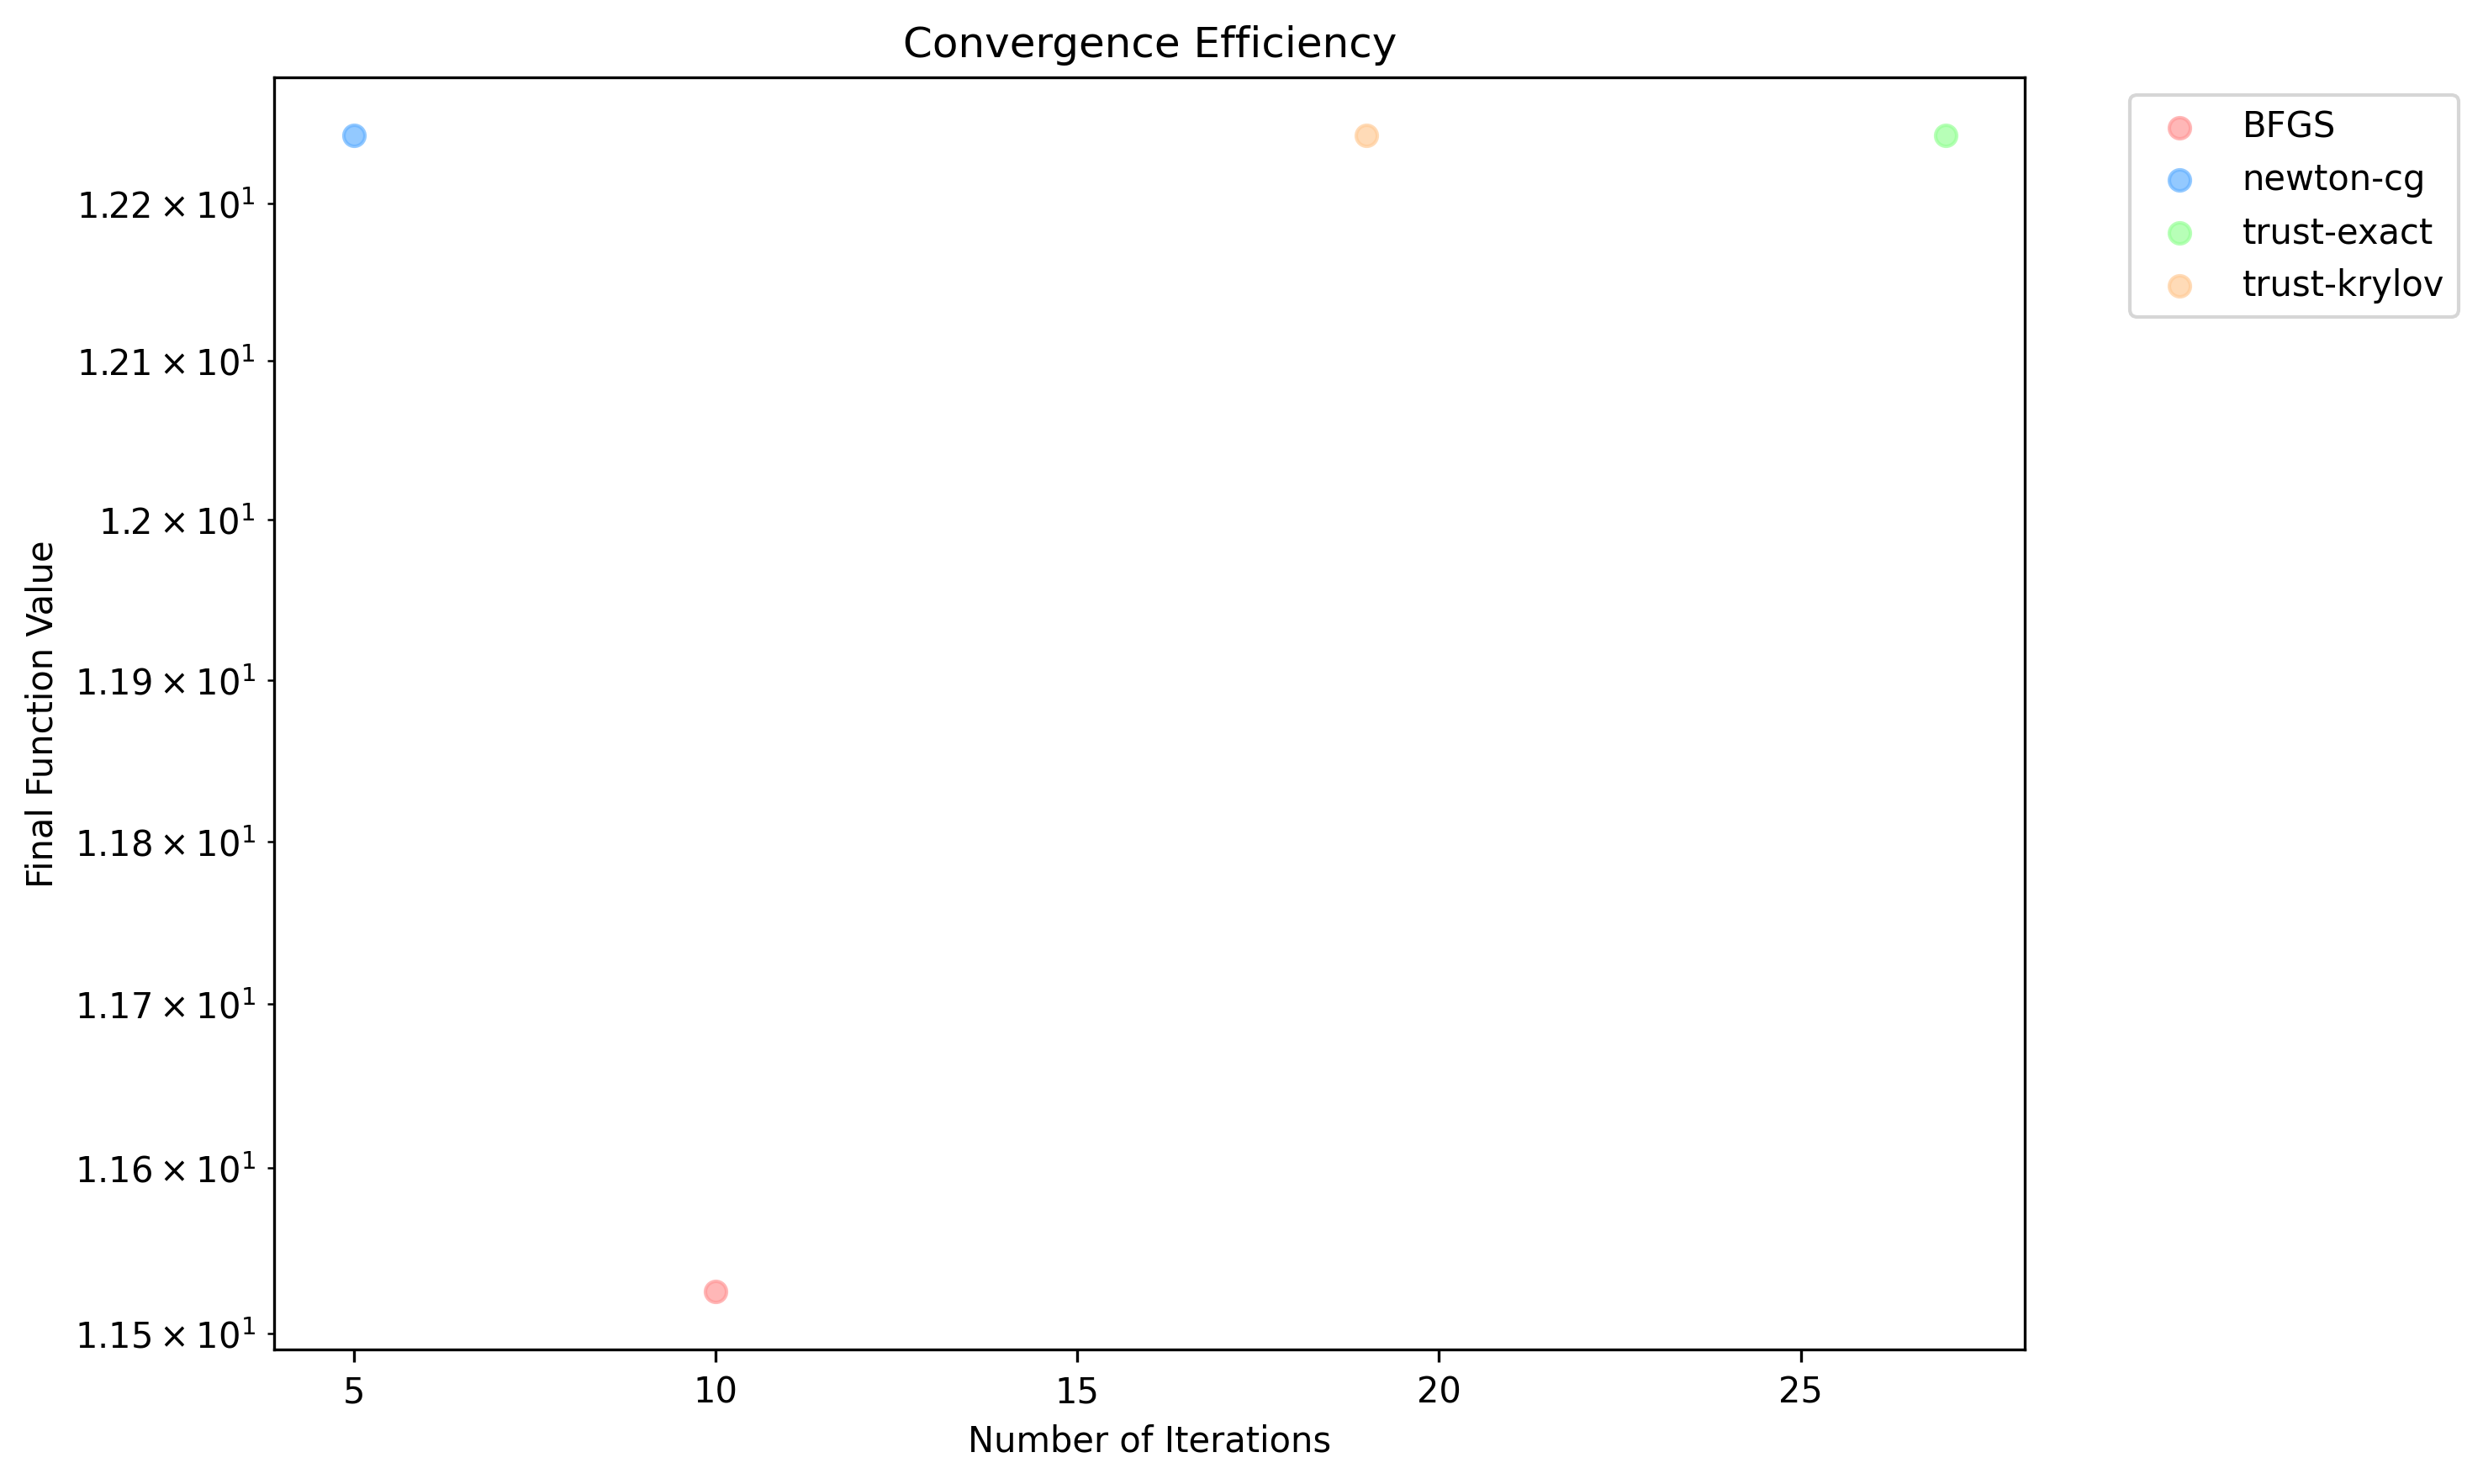 Convergence Efficiency
BFGS
newton-cg
trust-exact
trust-krylov
Final Function Value
1.22 × 10¹
1.21 × 10¹
1.2 × 10¹
1.19 × 10¹
1.18 × 10¹
1.17 × 10¹
1.16 × 10¹
1.15 × 10¹
5 10 15 20 25
Number of Iterations